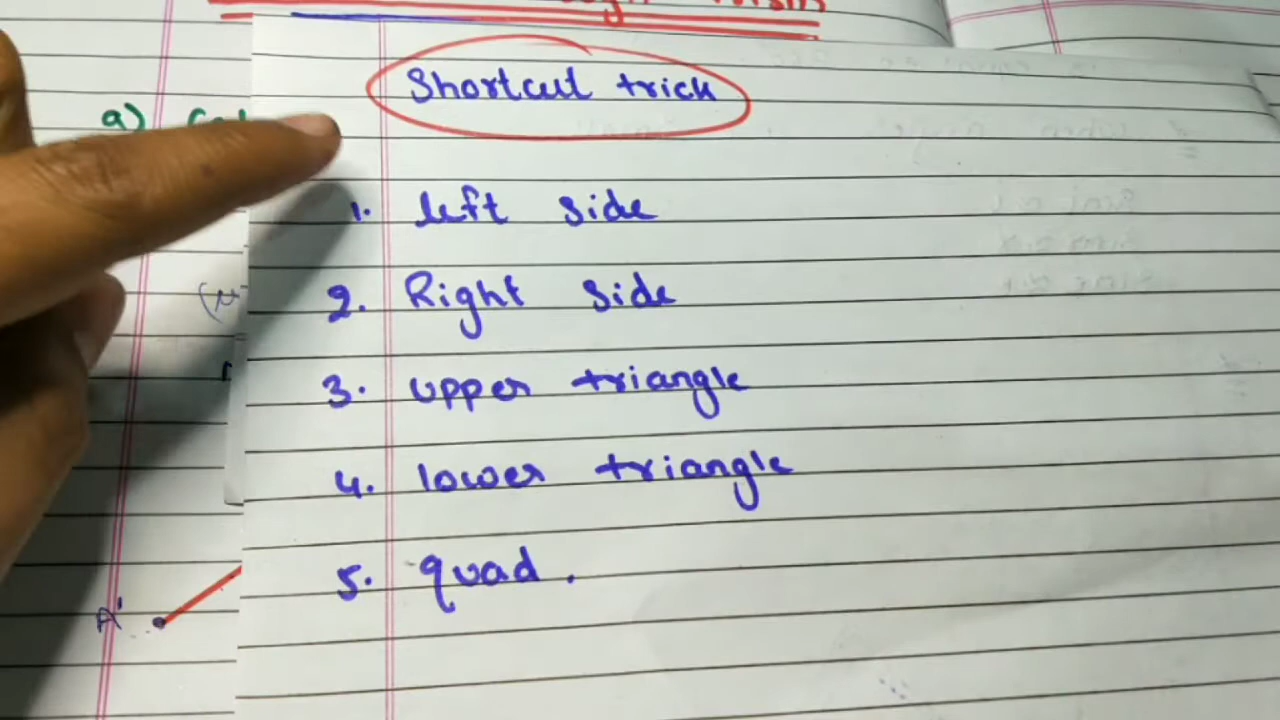 Shortcut trick
a)
1. left side
2. Right side
3. upper triangle
4. lower triangle
5. quad.
A'